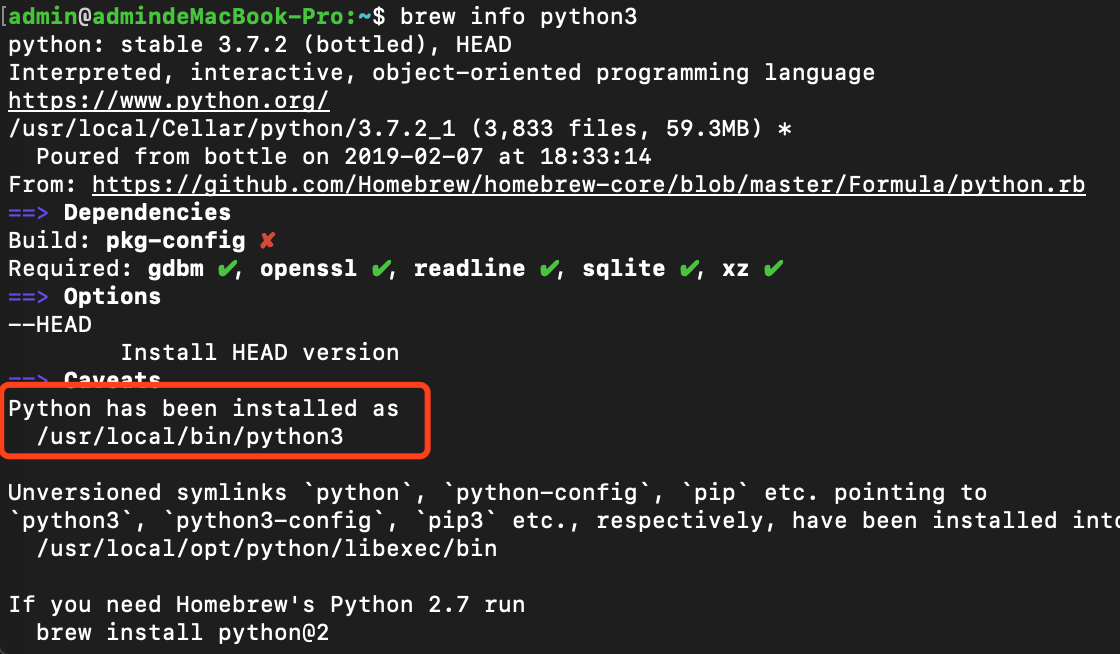 [admin@admindeMacBook-Pro:~$ brew info python3
python: stable 3.7.2 (bottled), HEAD
Interpreted, interactive, object-oriented programming language
https://www.python.org/
/usr/local/Cellar/python/3.7.2_1 (3,833 files, 59.3MB) *
  Poured from bottle on 2019-02-07 at 18:33:14
From: https://github.com/Homebrew/homebrew-core/blob/master/Formula/python.rb
==> Dependencies
Build: pkg-config ✘
Required: gdbm ✔, openssl ✔, readline ✔, sqlite ✔, xz ✔
==> Options
--HEAD
        Install HEAD version
==> Caveats
Python has been installed as
  /usr/local/bin/python3

Unversioned symlinks `python`, `python-config`, `pip` etc. pointing to
`python3`, `python3-config`, `pip3` etc., respectively, have been installed into
  /usr/local/opt/python/libexec/bin

If you need Homebrew's Python 2.7 run
  brew install python@2